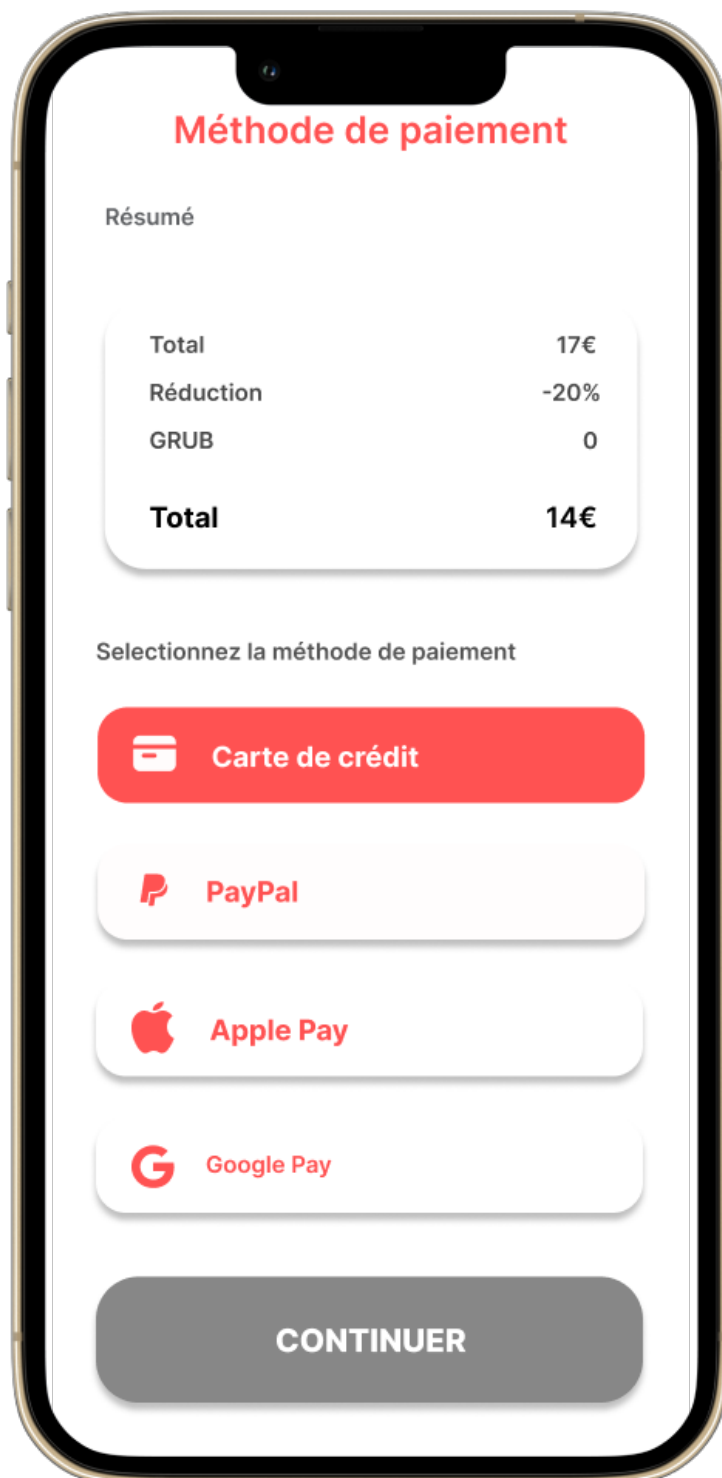 Méthode de paiement
Résumé
Total 17€
Réduction -20%
GRUB 0
Total 14€
Selectionnez la méthode de paiement
Carte de crédit
PayPal
Apple Pay
Google Pay
CONTINUER